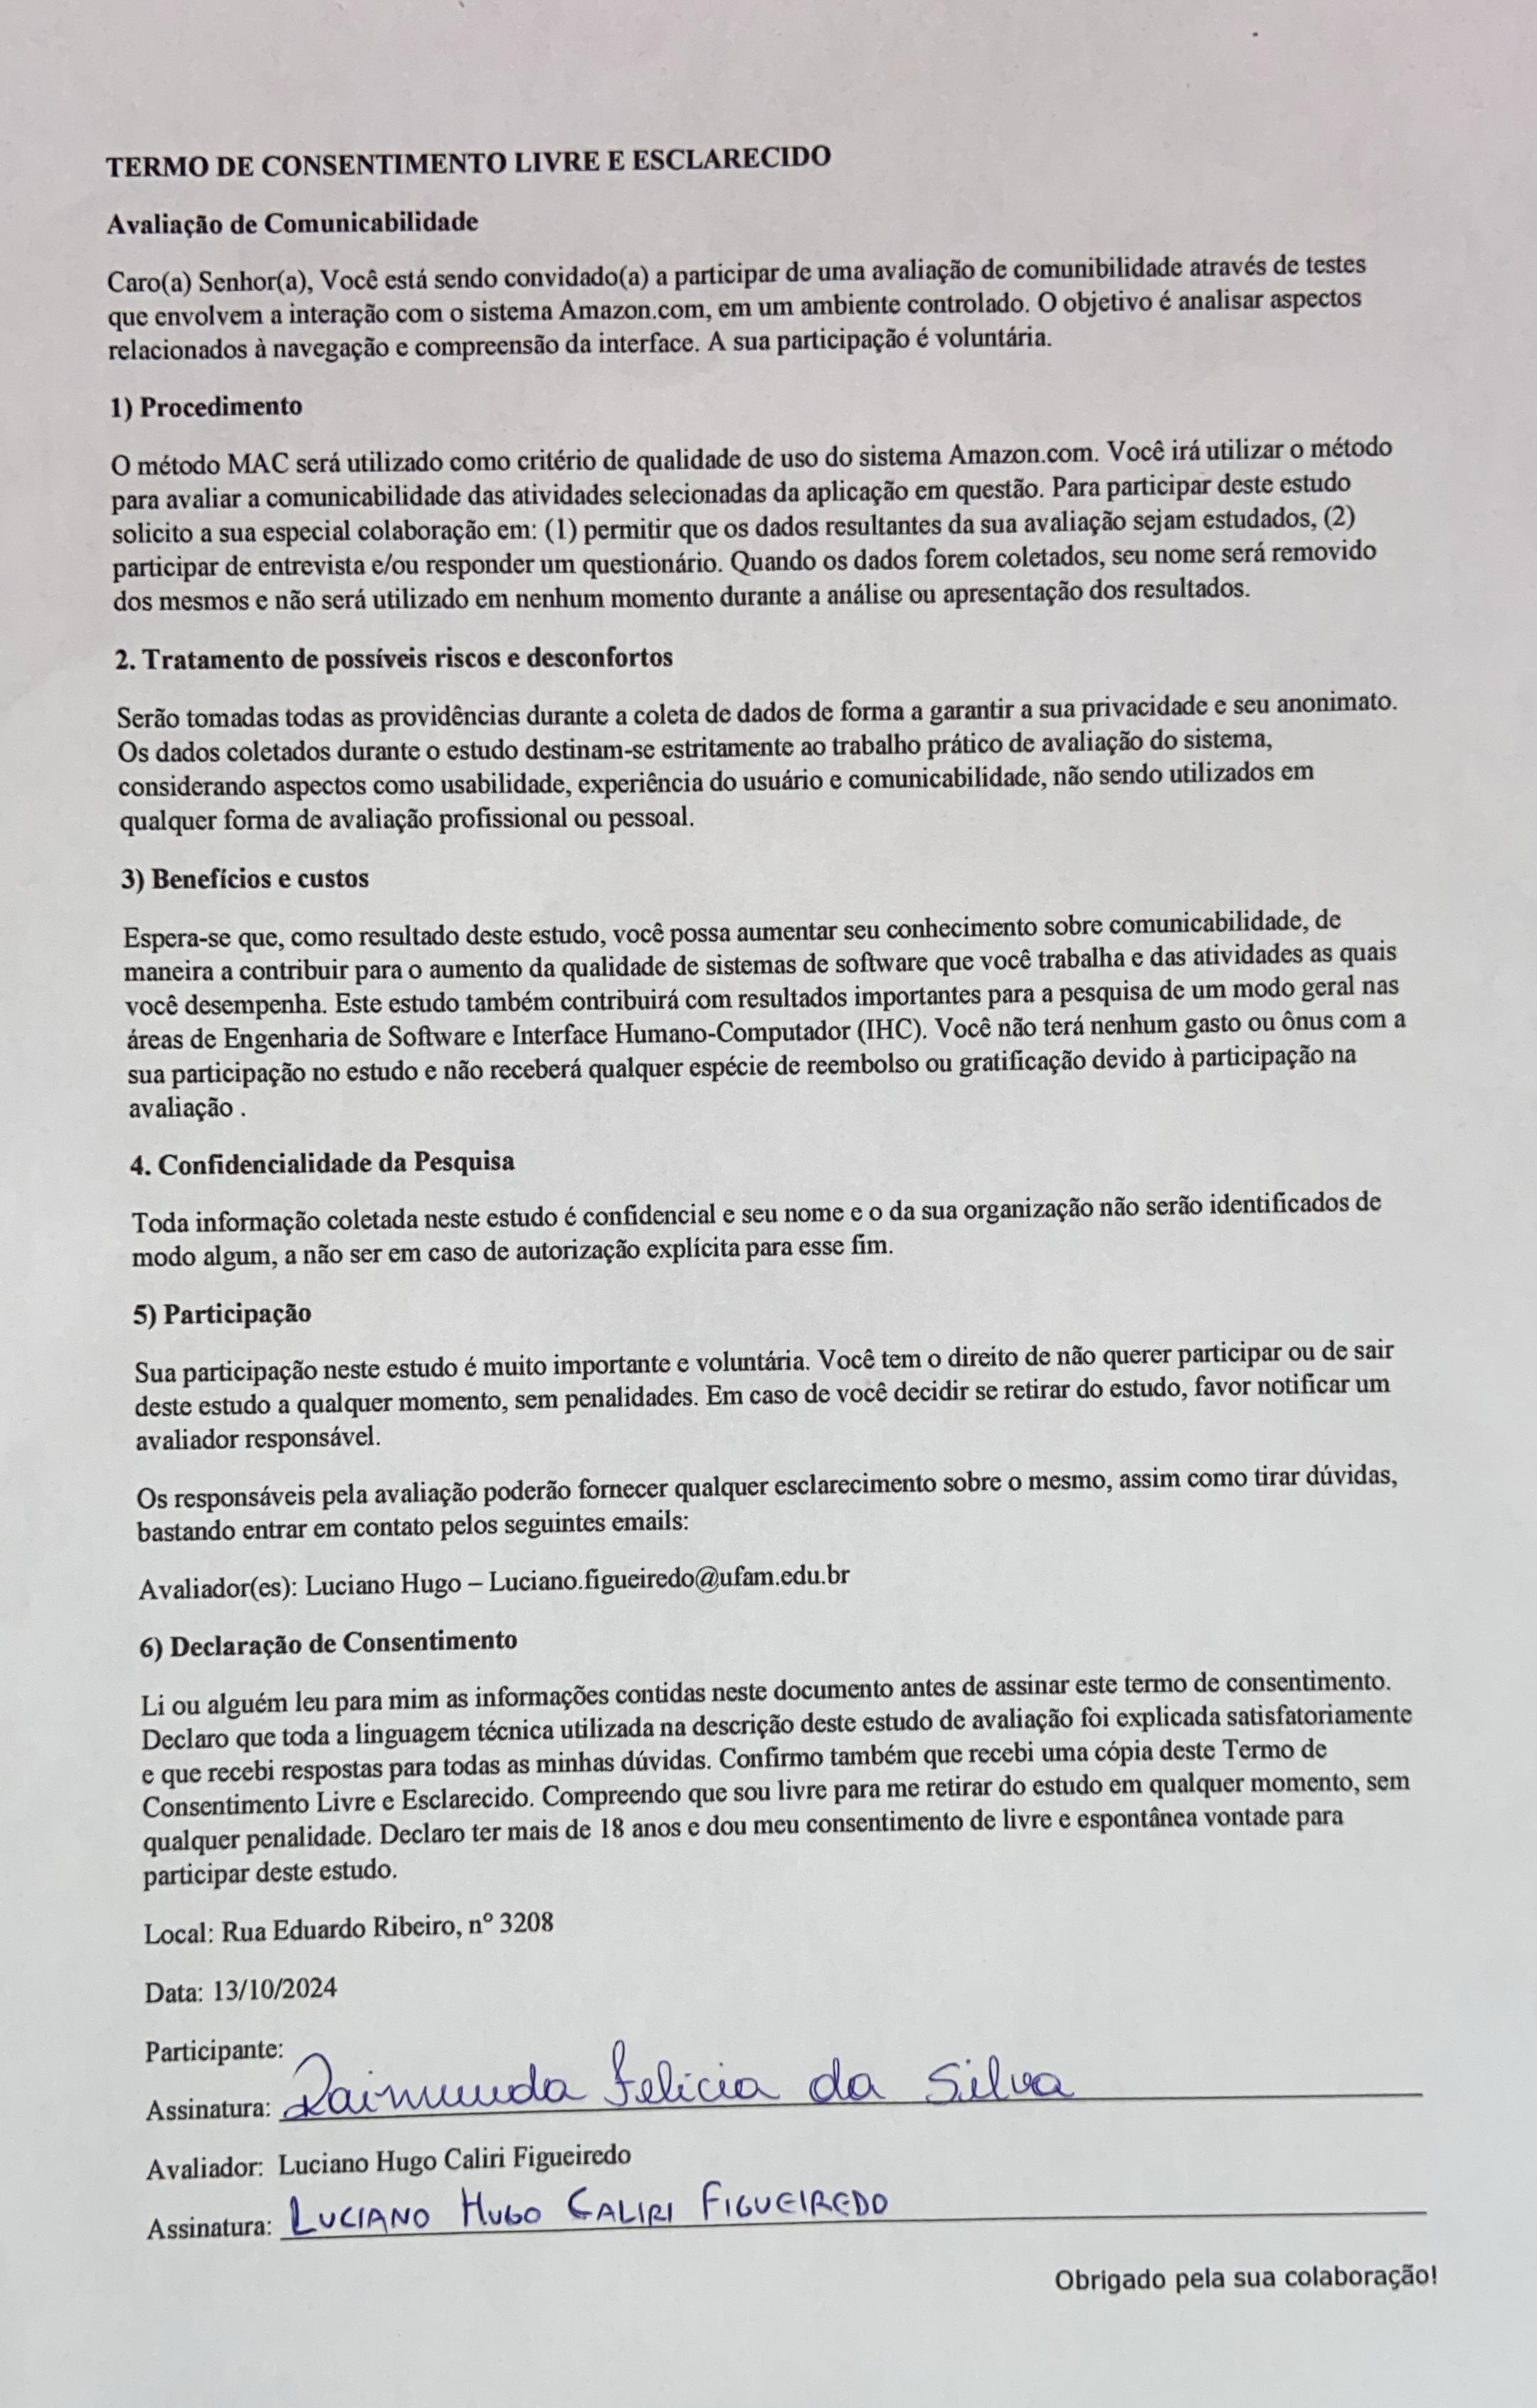 TERMO DE CONSENTIMENTO LIVRE E ESCLARECIDO
Avaliação de Comunicabilidade
Caro(a) Senhor(a), Você está sendo convidado(a) a participar de uma avaliação de comunibilidade através de testes
que envolvem a interação com o sistema Amazon.com, em um ambiente controlado. O objetivo é analisar aspectos
relacionados à navegação e compreensão da interface. A sua participação é voluntária.
1) Procedimento
O método MAC será utilizado como critério de qualidade de uso do sistema Amazon.com. Você irá utilizar o método
para avaliar a comunicabilidade das atividades selecionadas da aplicação em questão. Para participar deste estudo
solicito a sua especial colaboração em: (1) permitir que os dados resultantes da sua avaliação sejam estudados, (2)
participar de entrevista e/ou responder um questionário. Quando os dados forem coletados, seu nome será removido
dos mesmos e não será utilizado em nenhum momento durante a análise ou apresentação dos resultados.
2. Tratamento de possíveis riscos e desconfortos
Serão tomadas todas as providências durante a coleta de dados de forma a garantir a sua privacidade e seu anonimato.
Os dados coletados durante o estudo destinam-se estritamente ao trabalho prático de avaliação do sistema,
considerando aspectos como usabilidade, experiência do usuário e comunicabilidade, não sendo utilizados em
qualquer forma de avaliação profissional ou pessoal.
3) Benefícios e custos
Espera-se que, como resultado deste estudo, você possa aumentar seu conhecimento sobre comunicabilidade, de
maneira a contribuir para o aumento da qualidade de sistemas de software que você trabalha e das atividades as quais
você desempenha. Este estudo também contribuirá com resultados importantes para a pesquisa de um modo geral nas
áreas de Engenharia de Software e Interface Humano-Computador (IHC). Você não terá nenhum gasto ou ônus com a
sua participação no estudo e não receberá qualquer espécie de reembolso ou gratificação devido à participação na
avaliação .
4. Confidencialidade da Pesquisa
Toda informação coletada neste estudo é confidencial e seu nome e o da sua organização não serão identificados de
modo algum, a não ser em caso de autorização explícita para esse fim.
5) Participação
Sua participação neste estudo é muito importante e voluntária. Você tem o direito de não querer participar ou de sair
deste estudo a qualquer momento, sem penalidades. Em caso de você decidir se retirar do estudo, favor notificar um
avaliador responsável.
Os responsáveis pela avaliação poderão fornecer qualquer esclarecimento sobre o mesmo, assim como tirar dúvidas,
bastando entrar em contato pelos seguintes emails:
Avaliador(es): Luciano Hugo – Luciano.figueiredo@ufam.edu.br
6) Declaração de Consentimento
Li ou alguém leu para mim as informações contidas neste documento antes de assinar este termo de consentimento.
Declaro que toda a linguagem técnica utilizada na descrição deste estudo de avaliação foi explicada satisfatoriamente
e que recebi respostas para todas as minhas dúvidas. Confirmo também que recebi uma cópia deste Termo de
Consentimento Livre e Esclarecido. Compreendo que sou livre para me retirar do estudo em qualquer momento, sem
qualquer penalidade. Declaro ter mais de 18 anos e dou meu consentimento de livre e espontânea vontade para
participar deste estudo.
Local: Rua Eduardo Ribeiro, nº 3208
Data: 13/10/2024
Participante:
Assinatura: Raimunda Felicia da Silva
Avaliador: Luciano Hugo Caliri Figueiredo
Assinatura: LUCIANO HUGO CALIRI FIGUEIREDO
Obrigado pela sua colaboração!